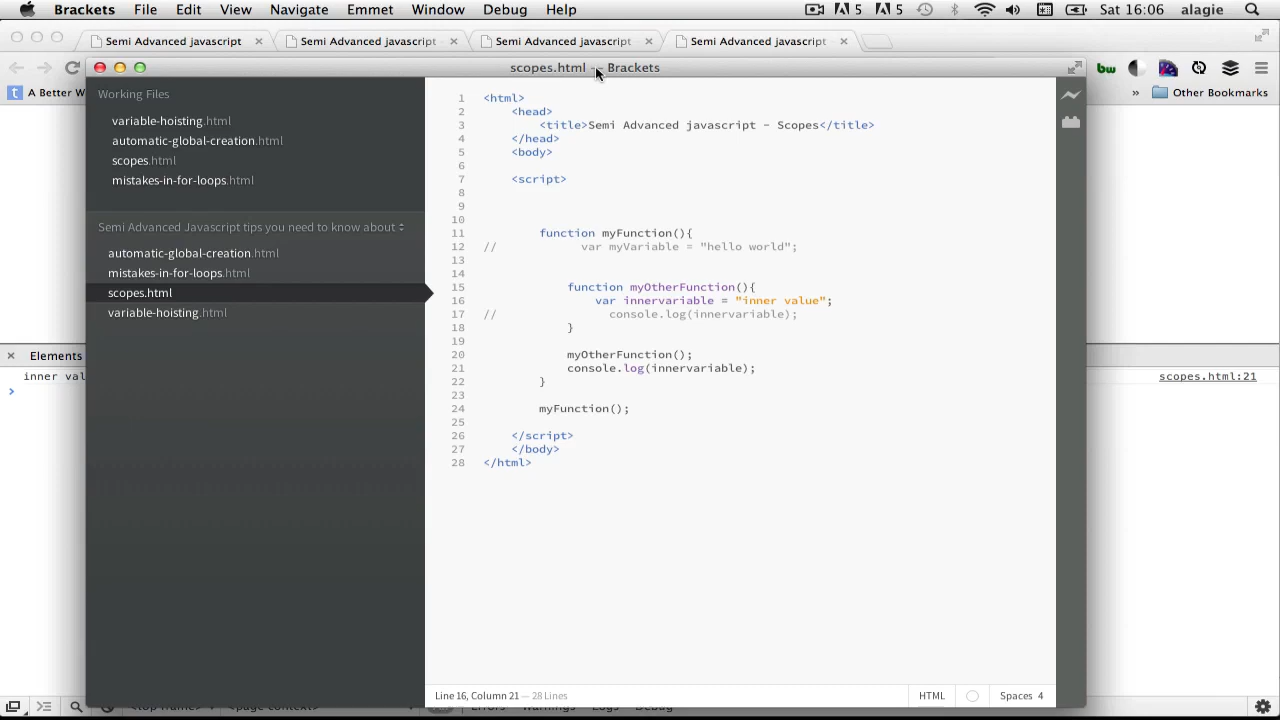 Brackets File Edit View Navigate Emmet Window Debug Help 5 5 Sat 16:06 alagie
Semi Advanced javascript Semi Advanced javascript Semi Advanced javascript Semi Advanced javascript
scopes.html — Brackets
A Better W
» Other Bookmarks
Working Files
variable-hoisting.html
automatic-global-creation.html
scopes.html
mistakes-in-for-loops.html
Semi Advanced Javascript tips you need to know about
automatic-global-creation.html
mistakes-in-for-loops.html
scopes.html
variable-hoisting.html
1 <html>
2 <head>
3 <title>Semi Advanced javascript - Scopes</title>
4 </head>
5 <body>
6
7 <script>
8
9
10
11 function myFunction(){
12 // var myVariable = "hello world";
13
14
15 function myOtherFunction(){
16 var innervariable = "inner value";
17 // console.log(innervariable);
18 }
19
20 myOtherFunction();
21 console.log(innervariable);
22 }
23
24 myFunction();
25
26 </script>
27 </body>
28 </html>
Elements
inner val
scopes.html:21
Line 16, Column 21 — 28 Lines
HTML Spaces 4